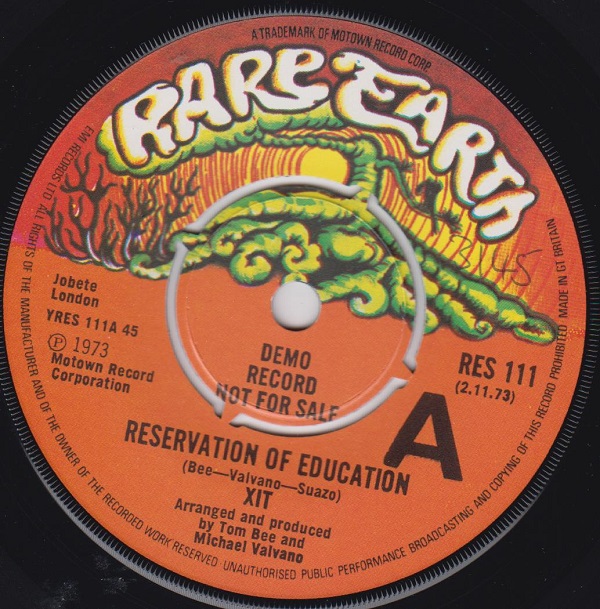 A TRADEMARK OF MOTOWN RECORD CORP.
RARE EARTH
Jobete
London
YRES 111A 45
Ⓟ 1973
Motown Record
Corporation
DEMO
RECORD
NOT FOR SALE
RES 111
(2.11.73)
A
RESERVATION OF EDUCATION
(Bee—Valvano—Suazo)
XIT
Arranged and produced
by Tom Bee and
Michael Valvano
EMI RECORDS LTD ALL RIGHTS OF THE MANUFACTURER AND OF THE OWNER OF THE RECORDED WORK RESERVED UNAUTHORISED PUBLIC PERFORMANCE BROADCASTING AND COPYING OF THIS RECORD PROHIBITED MADE IN GT BRITAIN